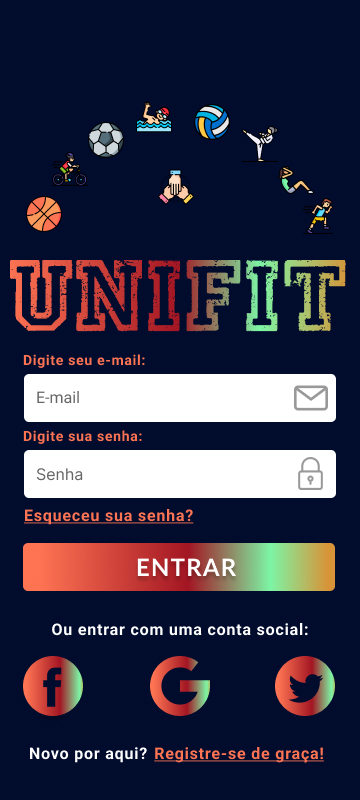 UNIFIT
Digite seu e-mail:
E-mail
Digite sua senha:
Senha
Esqueceu sua senha?
ENTRAR
Ou entrar com uma conta social:
f G
Novo por aqui? Registre-se de graça!